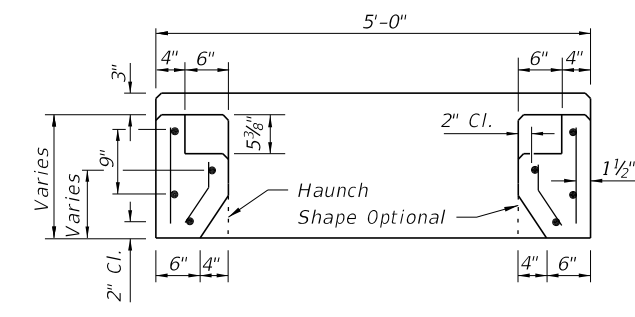 5'-0"
4" 6" 6" 4"
3"
2" Cl.
5⅜"
9"
1½"
Varies
Varies
Haunch
Shape Optional
2" Cl.
6" 4" 4" 6"